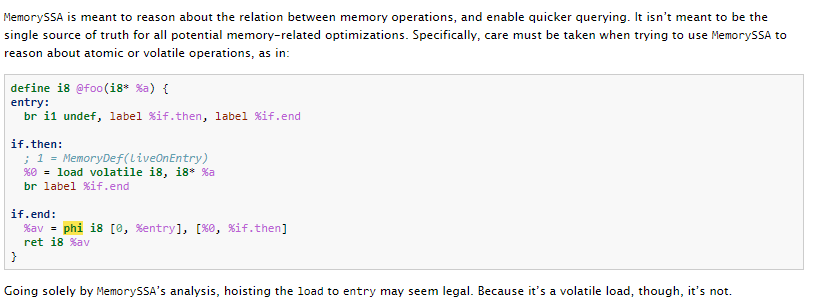 MemorySSA is meant to reason about the relation between memory operations, and enable quicker querying. It isn’t meant to be the
single source of truth for all potential memory-related optimizations. Specifically, care must be taken when trying to use MemorySSA to
reason about atomic or volatile operations, as in:
define i8 @foo(i8* %a) {
entry:
  br i1 undef, label %if.then, label %if.end
if.then:
  ; 1 = MemoryDef(liveOnEntry)
  %0 = load volatile i8, i8* %a
  br label %if.end
if.end:
  %av = phi i8 [0, %entry], [%0, %if.then]
  ret i8 %av
}
Going solely by MemorySSA’s analysis, hoisting the load to entry may seem legal. Because it’s a volatile load, though, it’s not.